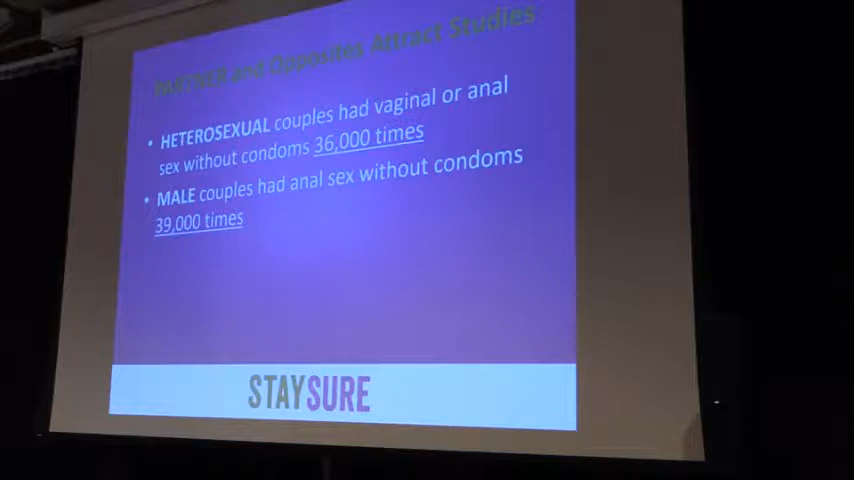 PARTNER and Opposites Attract Studies
• HETEROSEXUAL couples had vaginal or anal
sex without condoms 36,000 times
• MALE couples had anal sex without condoms
39,000 times
STAYSURE